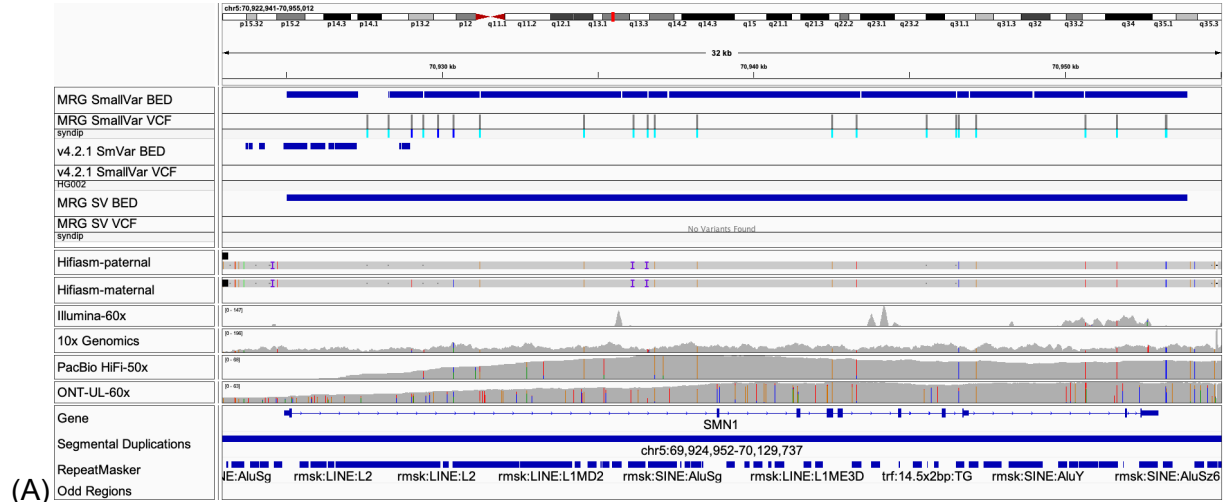 chr5:70,922,941-70,955,012
p15.32 p15.2 p14.3 p14.1 p13.2 p12 q11.1 q11.2 q12.1 q13.1 q13.3 q14.2 q14.3 q15 q21.1 q21.3 q22.2 q23.1 q23.2 q31.1 q31.3 q32 q33.2 q34 q35.1 q35.3
32 kb
70,930 kb 70,940 kb 70,950 kb
MRG SmallVar BED
MRG SmallVar VCF
syndip
v4.2.1 SmVar BED
v4.2.1 SmallVar VCF
HG002
MRG SV BED
MRG SV VCF
No Variants Found
syndip
Hifiasm-paternal
Hifiasm-maternal
Illumina-60x [0 - 147]
10x Genomics [0 - 196]
PacBio HiFi-50x [0 - 68]
ONT-UL-60x [0 - 63]
Gene
SMN1
Segmental Duplications
chr5:69,924,952-70,129,737
RepeatMasker
NE:AluSg rmsk:LINE:L2 rmsk:LINE:L2 rmsk:LINE:L1MD2 rmsk:SINE:AluSg rmsk:LINE:L1ME3D trf:14.5x2bp:TG rmsk:SINE:AluY rmsk:SINE:AluSz6
Odd Regions
(A)